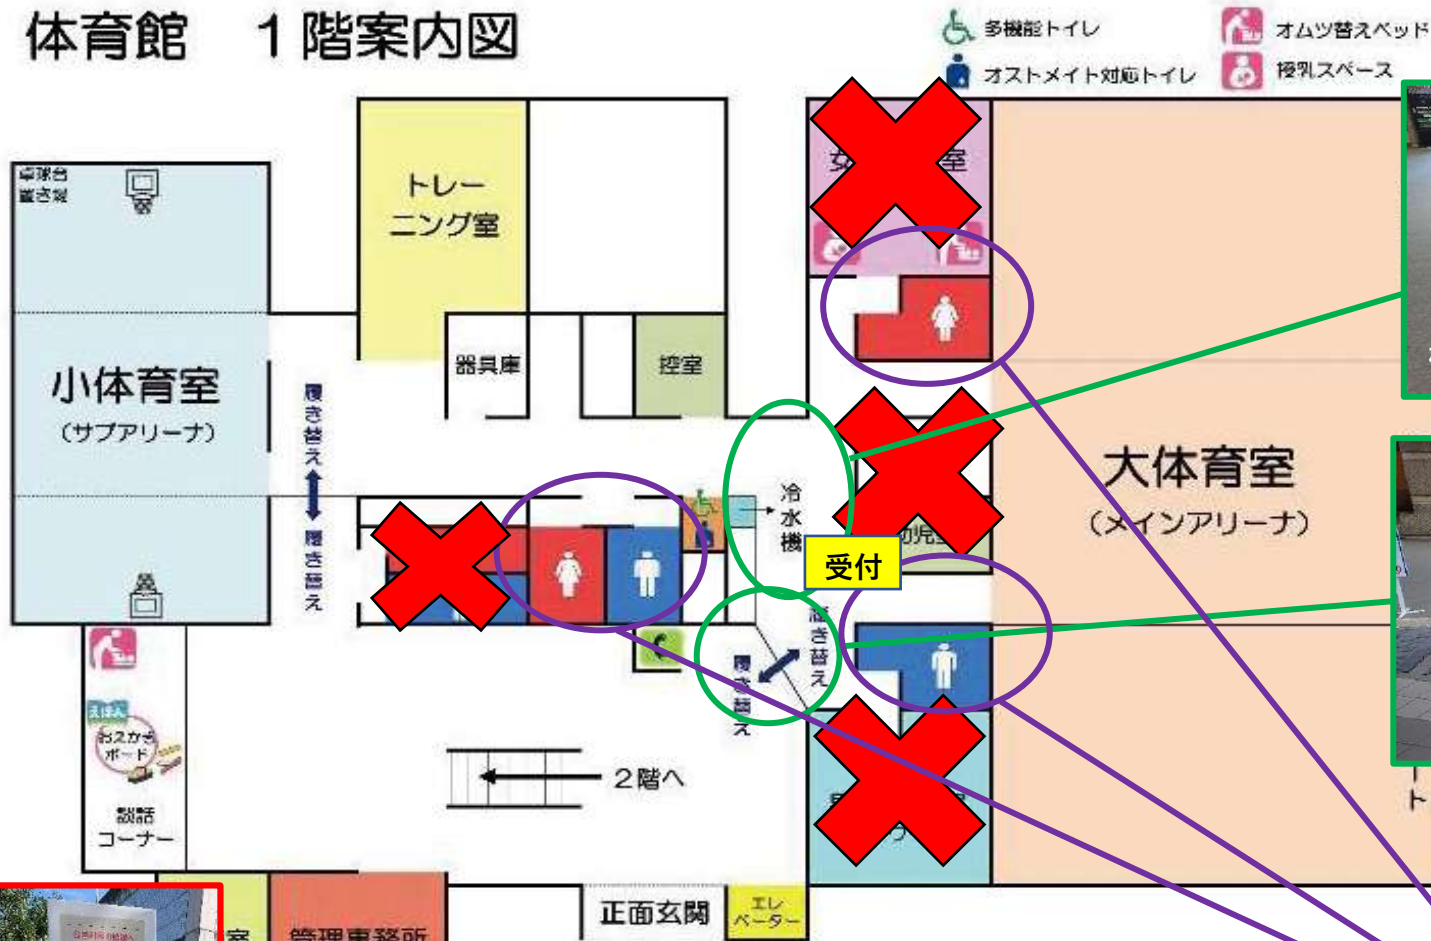 体育館 1階案内図
多機能トイレ
オムツ替えベッド
オストメイト対応トイレ
授乳スペース
卓球台
置き場
トレー
ニング室
女
室
器具庫
控室
小体育室
(サブアリーナ)
履き替え
履き替え
冷水機
受付
幼児室
大体育室
(メインアリーナ)
履き替え
履き替え
えほん
おえかき
ボード
談話
コーナー
2階へ
ト
正面玄関
エレ
ベーター
室
管理事務所